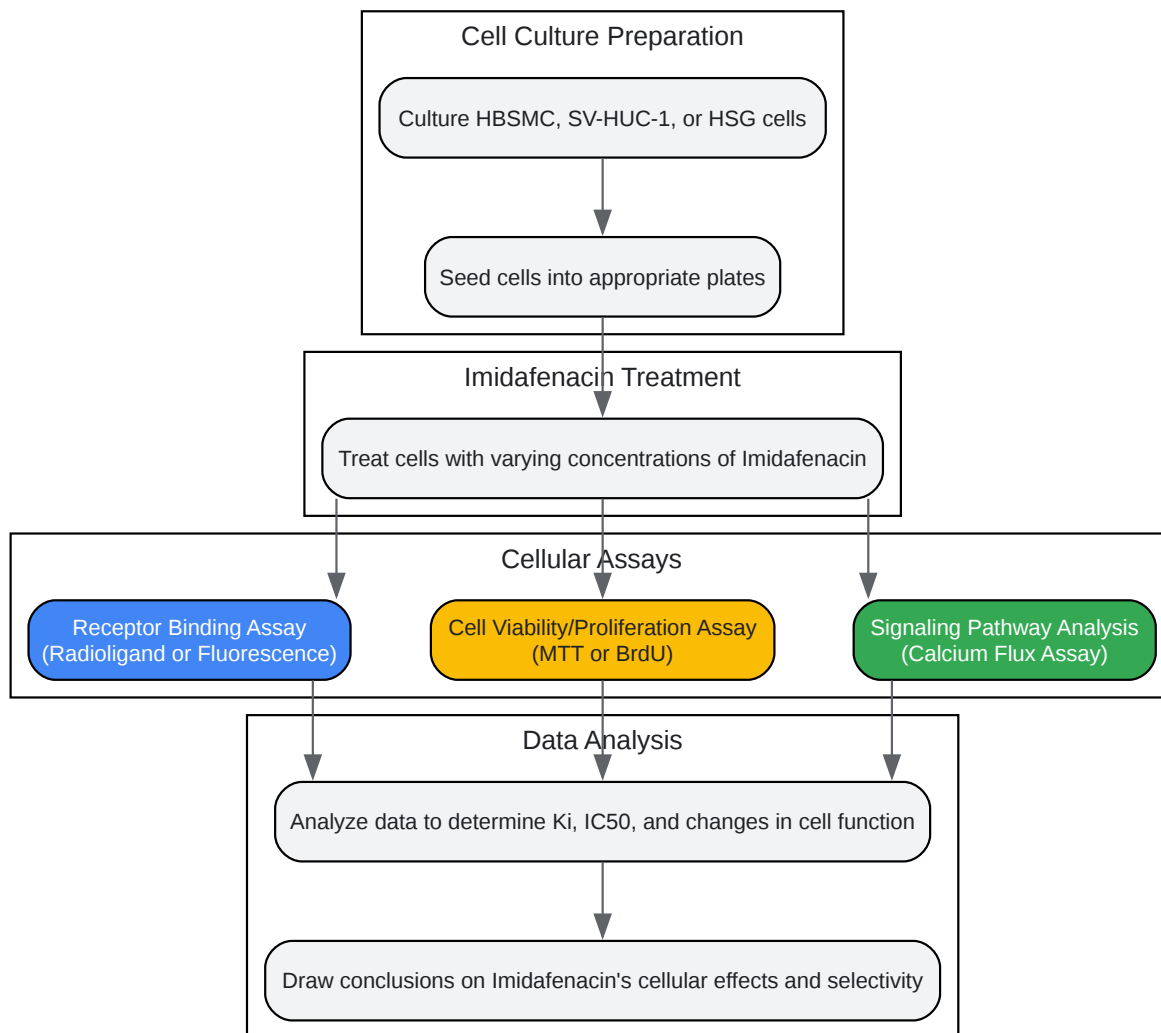 Cell Culture Preparation
Culture HBSMC, SV-HUC-1, or HSG cells
Seed cells into appropriate plates
Imidafenacin Treatment
Treat cells with varying concentrations of Imidafenacin
Cellular Assays
Receptor Binding Assay
(Radioligand or Fluorescence)
Cell Viability/Proliferation Assay
(MTT or BrdU)
Signaling Pathway Analysis
(Calcium Flux Assay)
Data Analysis
Analyze data to determine Ki, IC50, and changes in cell function
Draw conclusions on Imidafenacin's cellular effects and selectivity